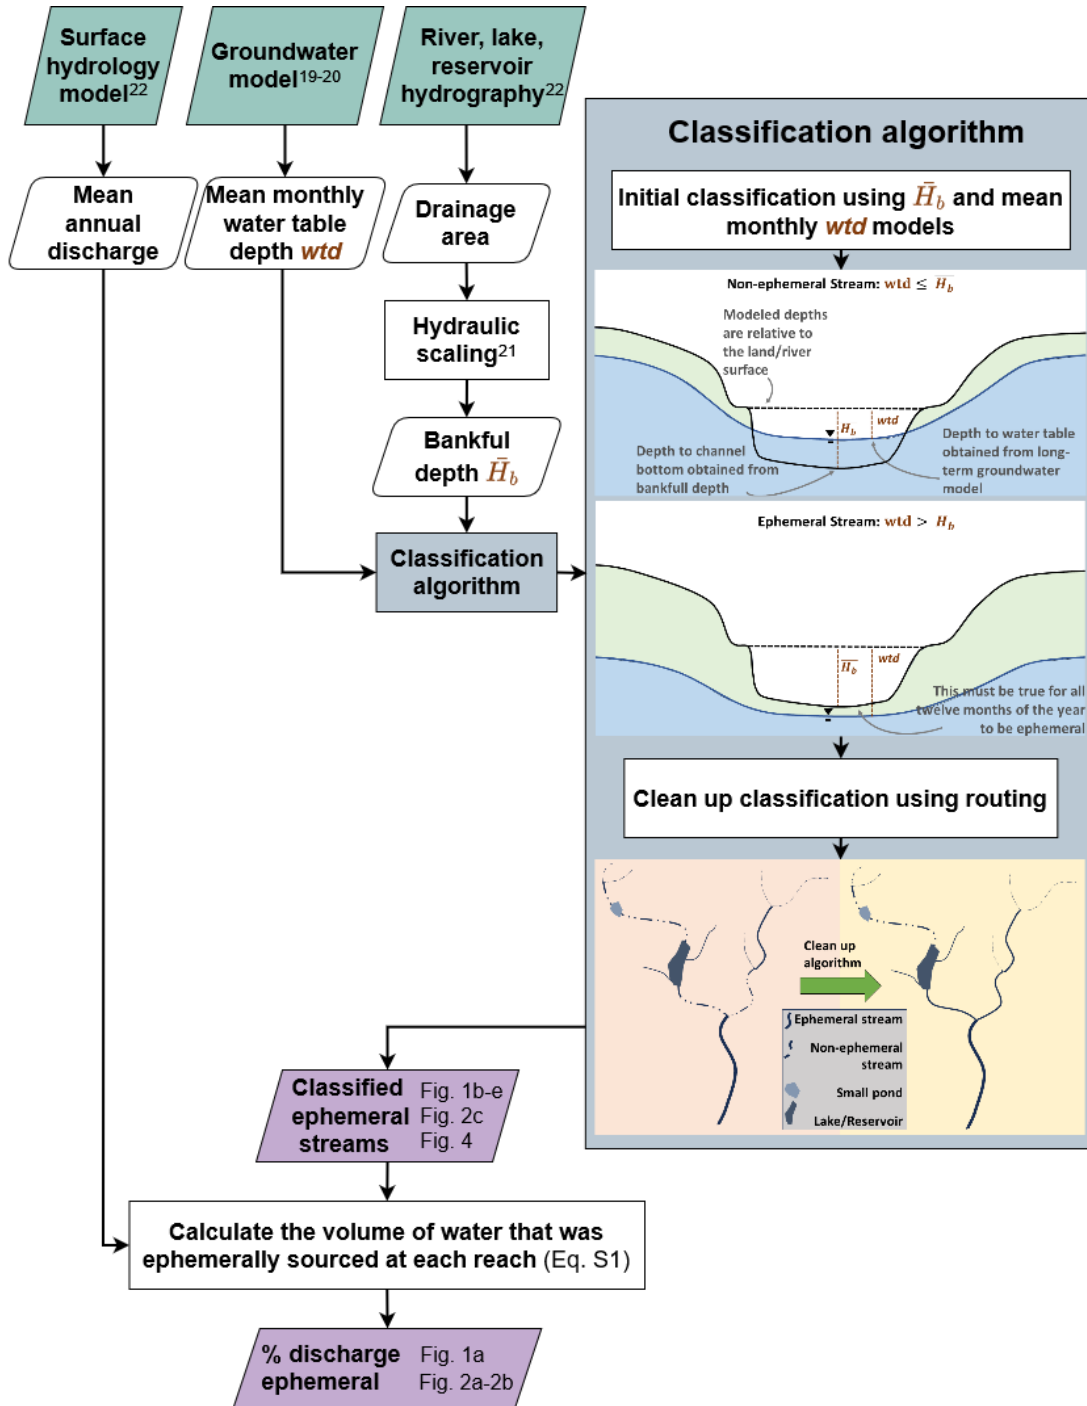 Surface
hydrology
model22
Groundwater
model19-20
River, lake,
reservoir
hydrography22
Mean
annual
discharge
Mean monthly
water table
depth wtd
Drainage
area
Hydraulic
scaling21
Bankful
depth H̄b
Classification
algorithm
Classification algorithm
Initial classification using H̄b and mean
monthly wtd models
Non-ephemeral Stream: wtd ≤ H̄b
Modeled depths
are relative to
the land/river
surface
Hb
wtd
Depth to channel
bottom obtained from
bankfull depth
Depth to water table
obtained from long-
term groundwater
model
Ephemeral Stream: wtd > Hb
H̄b
wtd
This must be true for all
twelve months of the year
to be ephemeral
Clean up classification using routing
Clean up
algorithm
Ephemeral stream
Non-ephemeral
stream
Small pond
Lake/Reservoir
Classified
ephemeral
streams
Fig. 1b-e
Fig. 2c
Fig. 4
Calculate the volume of water that was
ephemerally sourced at each reach (Eq. S1)
% discharge
ephemeral
Fig. 1a
Fig. 2a-2b